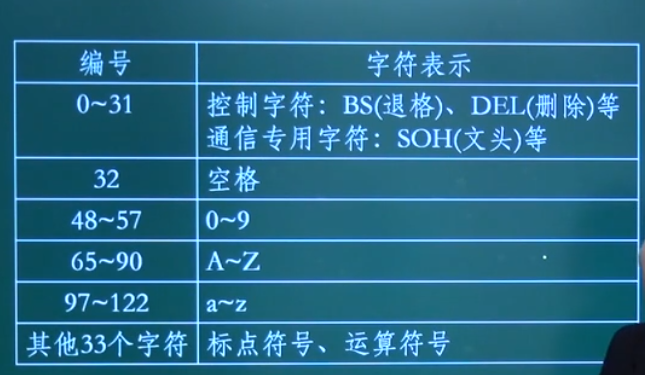 编号 字符表示
0~31 控制字符：BS(退格)、DEL(删除)等
通信专用字符：SOH(文头)等
32 空格
48~57 0~9
65~90 A~Z
97~122 a~z
其他33个字符 标点符号、运算符号